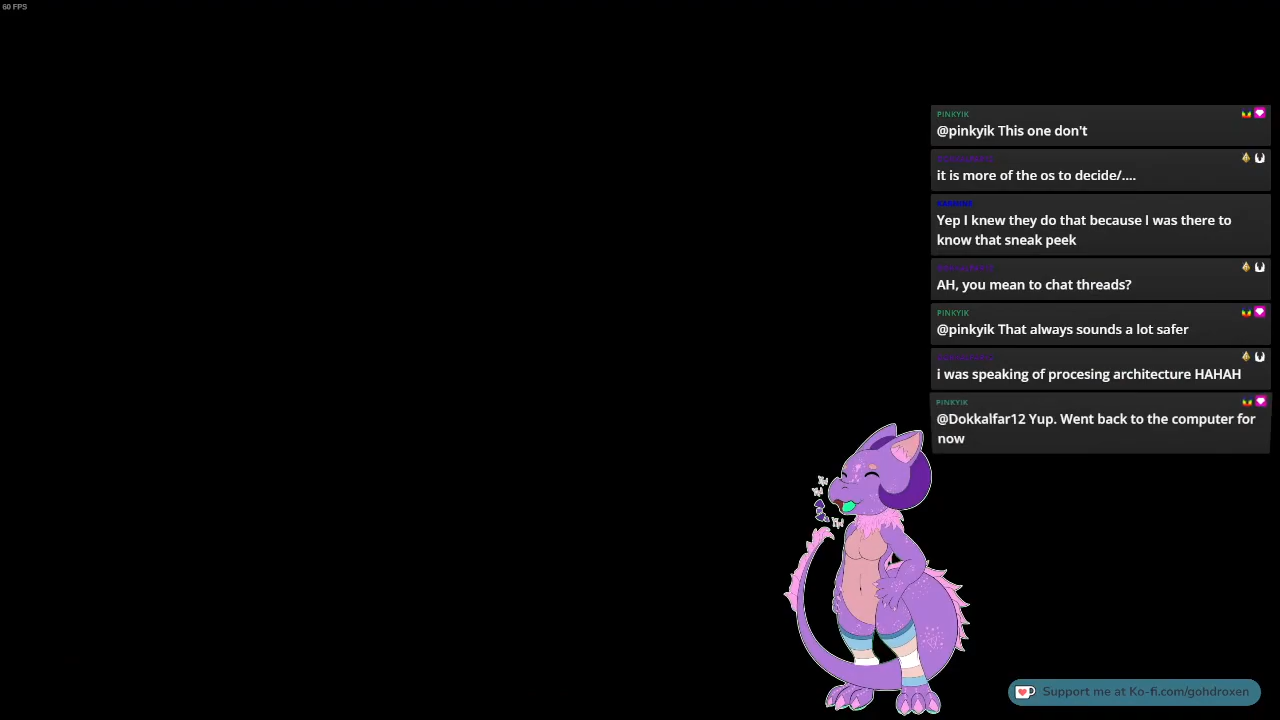 60 FPS
PINKYIK
@pinkyik This one don't
it is more of the os to decide/....
KARMINE
Yep I knew they do that because I was there to
know that sneak peek
AH, you mean to chat threads?
PINKYIK
@pinkyik That always sounds a lot safer
i was speaking of procesing architecture HAHAH
PINKYIK
@Dokkalfar12 Yup. Went back to the computer for
now
Support me at Ko-fi.com/gohdroxen